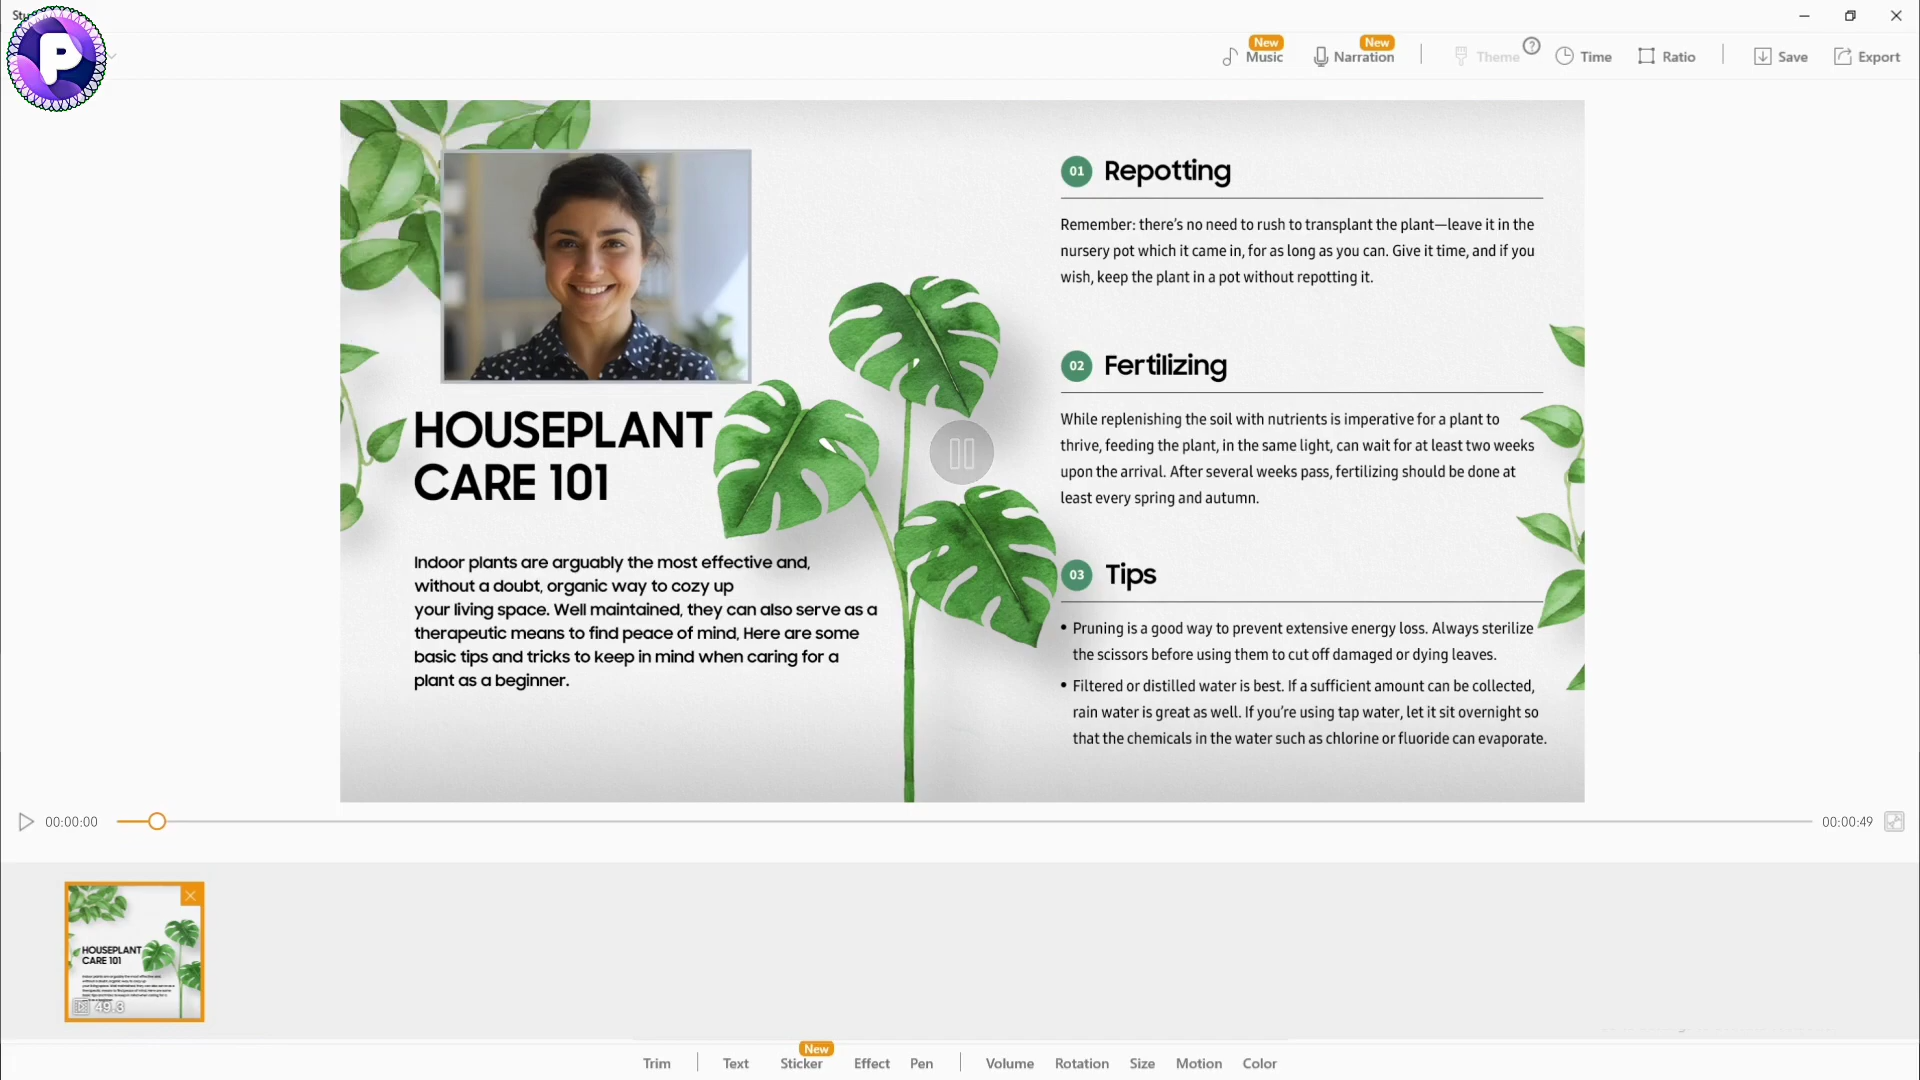 P
New
New
Music
Narration
Theme
?
Time
Ratio
Save
Export
HOUSEPLANT
CARE 101
Indoor plants are arguably the most effective and,
without a doubt, organic way to cozy up
your living space. Well maintained, they can also serve as a
therapeutic means to find peace of mind, Here are some
basic tips and tricks to keep in mind when caring for a
plant as a beginner.
01 Repotting
Remember: there's no need to rush to transplant the plant—leave it in the
nursery pot which it came in, for as long as you can. Give it time, and if you
wish, keep the plant in a pot without repotting it.
02 Fertilizing
While replenishing the soil with nutrients is imperative for a plant to
thrive, feeding the plant, in the same light, can wait for at least two weeks
upon the arrival. After several weeks pass, fertilizing should be done at
least every spring and autumn.
03 Tips
• Pruning is a good way to prevent extensive energy loss. Always sterilize
the scissors before using them to cut off damaged or dying leaves.
• Filtered or distilled water is best. If a sufficient amount can be collected,
rain water is great as well. If you're using tap water, let it sit overnight so
that the chemicals in the water such as chlorine or fluoride can evaporate.
00:00:00
00:00:49
HOUSEPLANT
CARE 101
49.3
New
Trim
Text
Sticker
Effect
Pen
Volume
Rotation
Size
Motion
Color